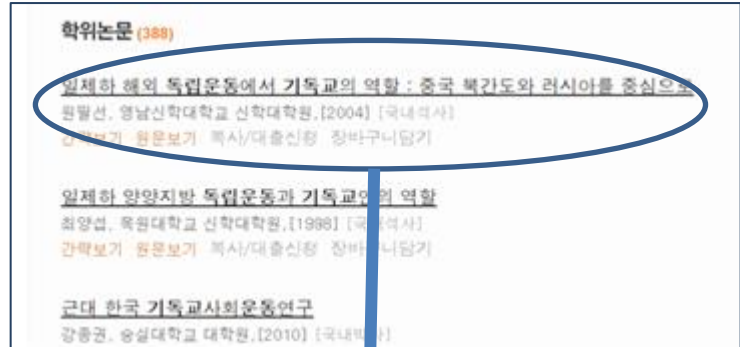 학위논문 (388)
일제하 해외 독립운동에서 기독교의 역할 : 중국 북간도와 러시아를 중심으로
원필선, 영남신학대학교 신학대학원, [2004] [국내석사]
간략보기 원문보기 복사/대출신청 장바구니담기
일제하 양양지방 독립운동과 기독교인의 역할
최양섭, 목원대학교 신학대학원, [1998] [국내석사]
간략보기 원문보기 복사/대출신청 장바구니담기
근대 한국 기독교사회운동연구
강종권, 숭실대학교 대학원, [2010] [국내박사]